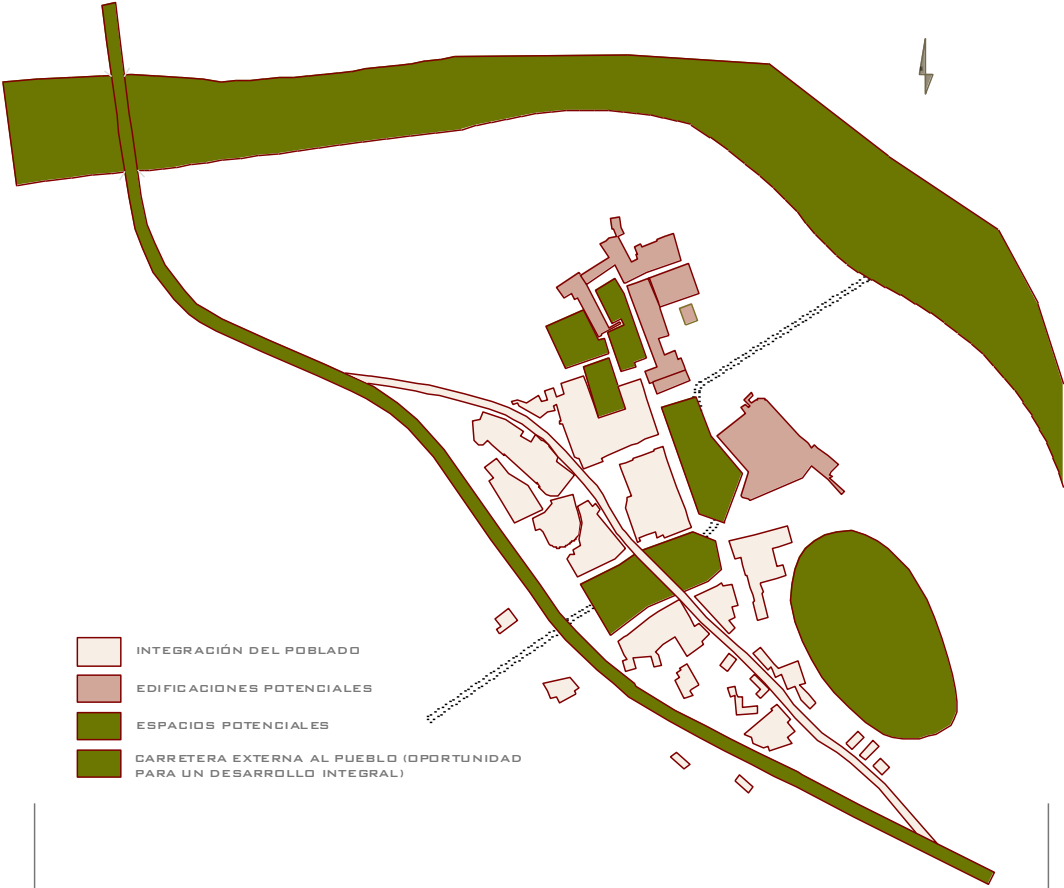 INTEGRACIÓN DEL POBLADO
EDIFICACIONES POTENCIALES
ESPACIOS POTENCIALES
CARRETERA EXTERNA AL PUEBLO (OPORTUNIDAD
PARA UN DESARROLLO INTEGRAL)